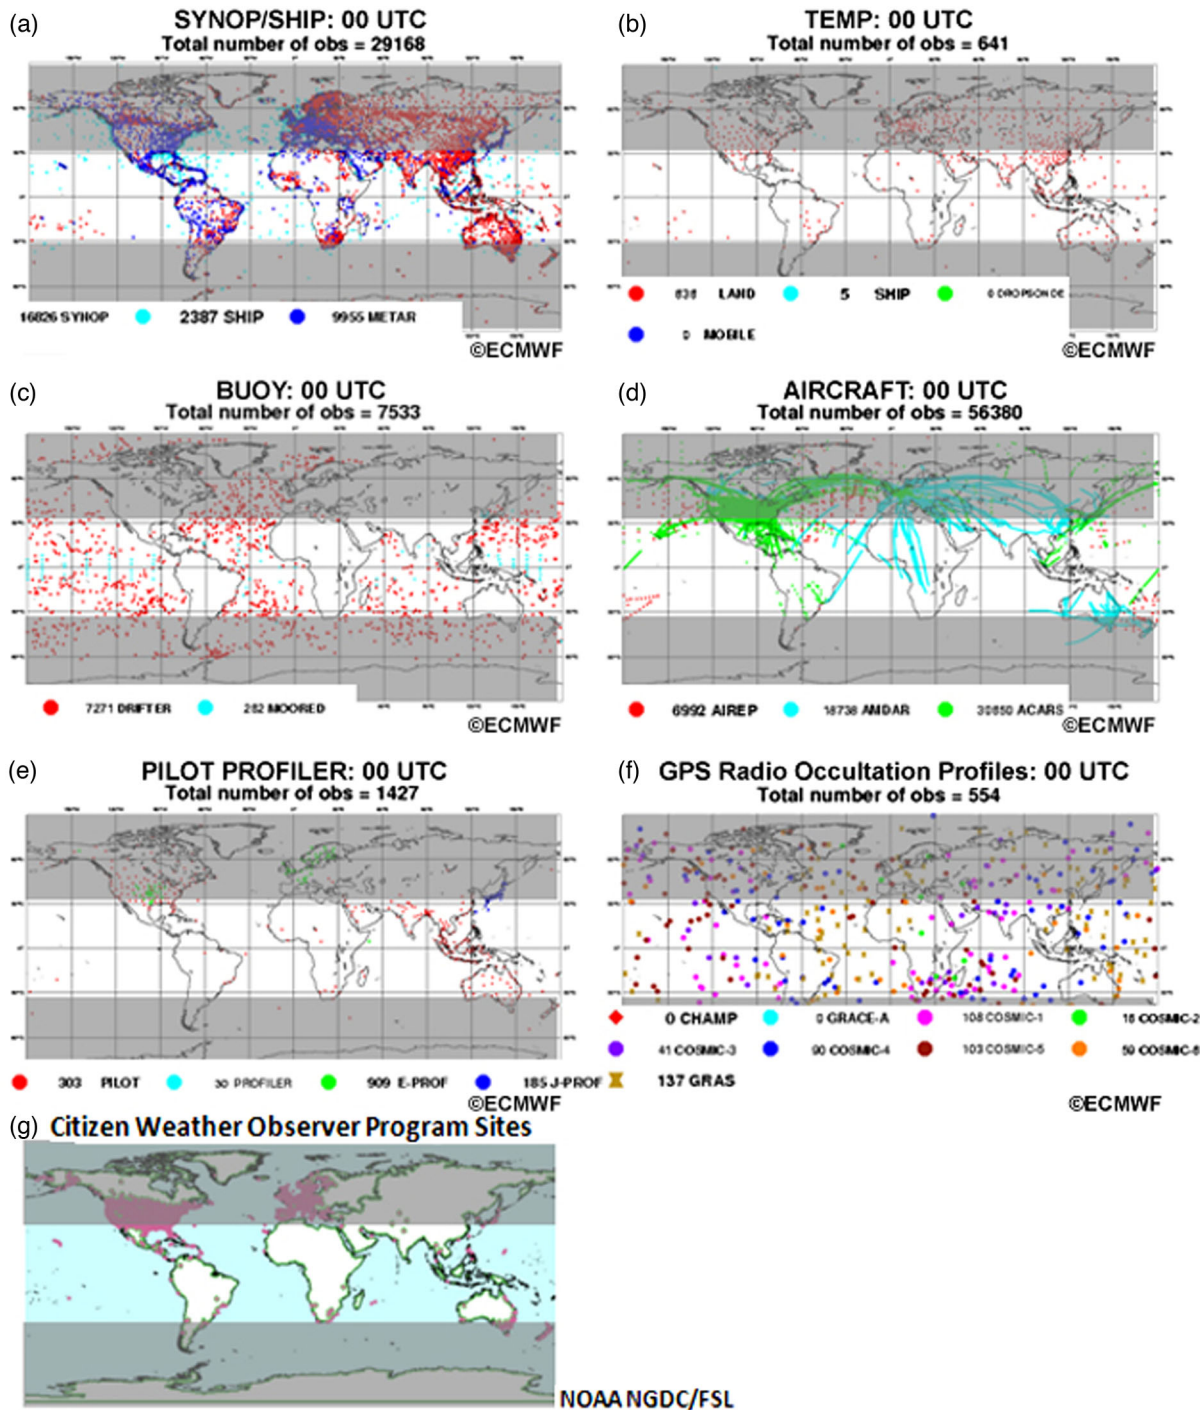 (a)
SYNOP/SHIP: 00 UTC
Total number of obs = 29168
16826 SYNOP 2387 SHIP 9955 METAR
©ECMWF
(b)
TEMP: 00 UTC
Total number of obs = 641
636 LAND 5 SHIP 0 DROPSONDE
0 MOBILE
©ECMWF
(c)
BUOY: 00 UTC
Total number of obs = 7533
7271 DRIFTER 262 MOORED
©ECMWF
(d)
AIRCRAFT: 00 UTC
Total number of obs = 56380
6992 AIREP 18738 AMDAR 30650 ACARS
©ECMWF
(e)
PILOT PROFILER: 00 UTC
Total number of obs = 1427
303 PILOT 30 PROFILER 909 E-PROF 185 J-PROF
©ECMWF
(f)
GPS Radio Occultation Profiles: 00 UTC
Total number of obs = 554
0 CHAMP 0 GRACE-A 108 COSMIC-1 16 COSMIC-2
41 COSMIC-3 90 COSMIC-4 103 COSMIC-5 59 COSMIC-6
137 GRAS
©ECMWF
(g)
Citizen Weather Observer Program Sites
NOAA NGDC/FSL